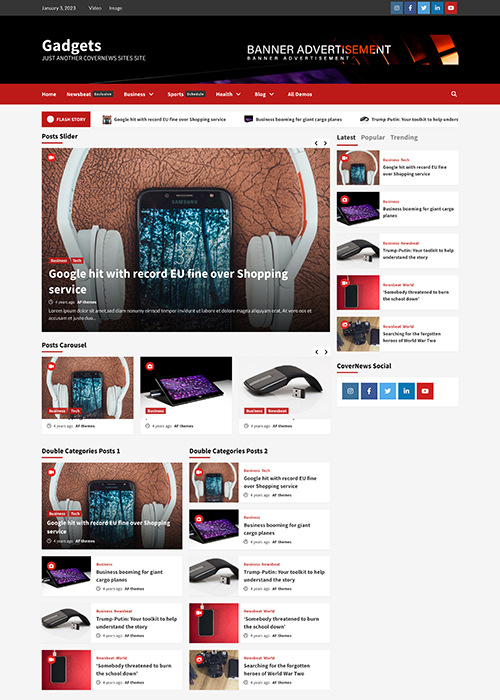 January 3, 2023 Video Image
Gadgets
JUST ANOTHER COVERNEWS SITES SITE
BANNER ADVERTISEMENT
BANNER ADVERTISEMENT
Home Newsbeat Exclusive Business Sports Schedule Health Blog All Demos
FLASH STORY Google hit with record EU fine over Shopping service Business booming for giant cargo planes Trump-Putin: Your toolkit to help unders
Posts Slider
SAMSUNG
Business Tech
Google hit with record EU fine over Shopping
service
4 years ago AF themes
Lorem ipsum dolor sit amet,sed diam nonumy eirmod tempor invidunt ut labore et dolore magna aliquyam erat, At vero eos et
accusam et justo duo...
Latest Popular Trending
Business Tech
Google hit with record EU fine
over Shopping service
Business
Business booming for giant cargo
planes
Business Newsbeat
Trump-Putin: Your toolkit to help
understand the story
Newsbeat World
'Somebody threatened to burn
the school down'
Newsbeat World
Searching for the forgotten
heroes of World War Two
CoverNews Social
Posts Carousel
Business Tech
4 years ago AF themes
Business
4 years ago AF themes
Business Newsbeat
4 years ago AF themes
Double Categories Posts 1
Business Tech
Google hit with record EU fine over Shopping
service
4 years ago AF themes
Business
Business booming for giant
cargo planes
4 years ago AF themes
Business Newsbeat
Trump-Putin: Your toolkit to help
understand the story
4 years ago AF themes
Newsbeat World
'Somebody threatened to burn
the school down'
4 years ago AF themes
Double Categories Posts 2
Business Tech
Google hit with record EU fine
over Shopping service
4 years ago AF themes
Business
Business booming for giant
cargo planes
4 years ago AF themes
Business Newsbeat
Trump-Putin: Your toolkit to help
understand the story
4 years ago AF themes
Newsbeat World
'Somebody threatened to burn
the school down'
4 years ago AF themes
Newsbeat World
Searching for the forgotten
heroes of World War Two
4 years ago AF themes